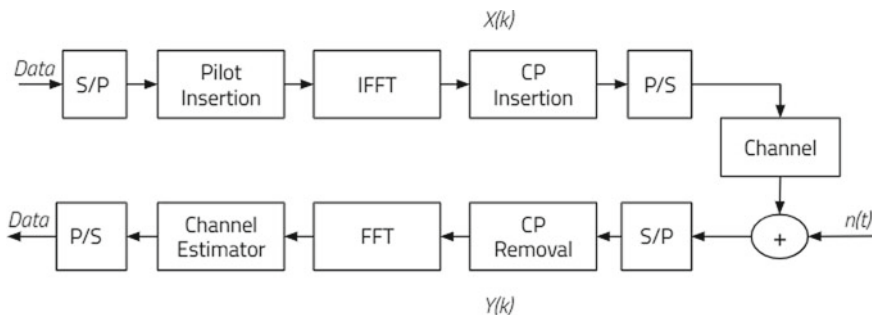 X(k)
Data
S/P
Pilot
Insertion
IFFT
CP
Insertion
P/S
Channel
Data
P/S
Channel
Estimator
FFT
CP
Removal
S/P
+
n(t)
Y(k)